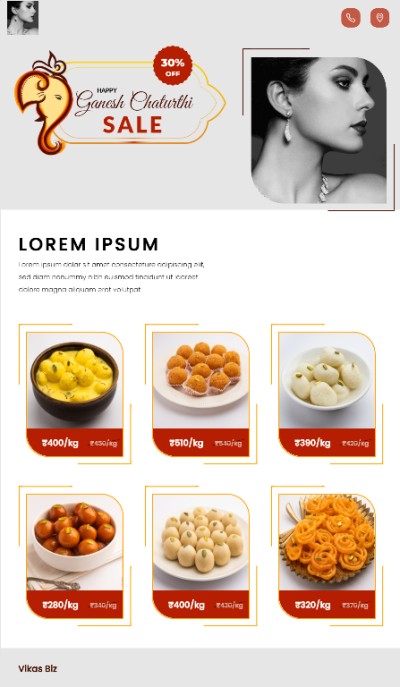 30%
OFF
HAPPY
Ganesh Chaturthi
SALE
LOREM IPSUM
Lorem ipsum dolor sit amet consectetur adipiscing elit,
sed diam nonummy nibh euismod tincidunt ut laoreet
dolore magna aliquam erat volutpat.
₹400/kg ₹450/kg
₹510/kg ₹540/kg
₹390/kg ₹420/kg
₹280/kg ₹340/kg
₹400/kg ₹430/kg
₹320/kg ₹370/kg
Vikas Biz